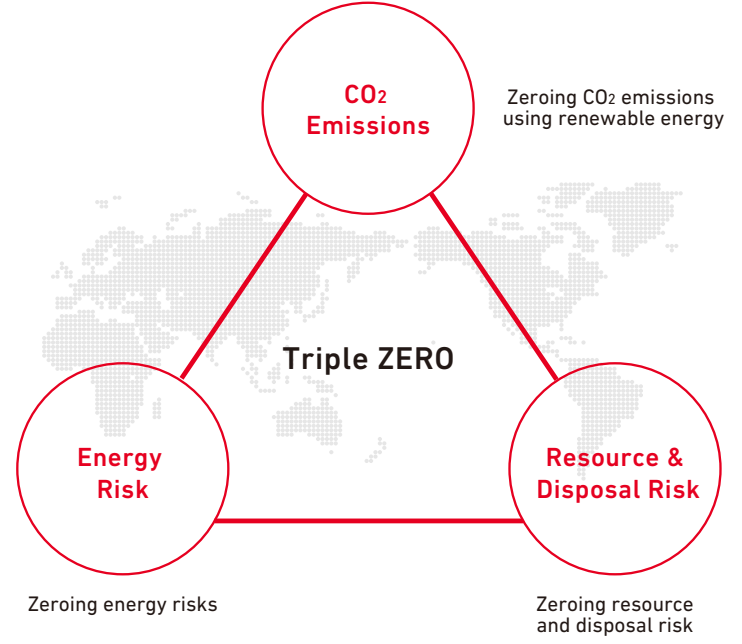 CO2
Emissions
Zeroing CO2 emissions
using renewable energy
Triple ZERO
Energy
Risk
Resource &
Disposal Risk
Zeroing energy risks
Zeroing resource
and disposal risk